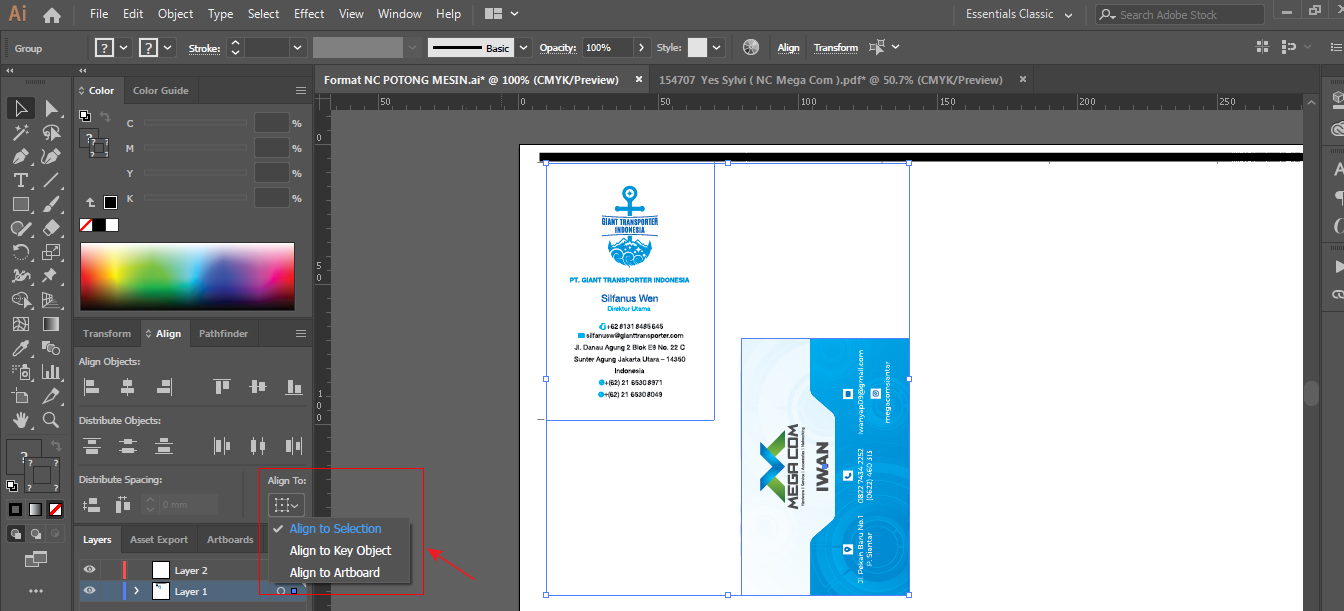 Ai File Edit Object Type Select Effect View Window Help Essentials Classic Search Adobe Stock
Group ? ? Stroke: Basic Opacity: 100% Style: Align Transform
Format NC POTONG MESIN.ai* @ 100% (CMYK/Preview) × 154707 Yes Sylvi ( NC Mega Com ).pdf* @ 50.7% (CMYK/Preview) ×
Color Color Guide
50 0 50 100 150 200 250
C %
M %
Y %
K %
0
50
100
Transform Align Pathfinder
Align Objects:
Distribute Objects:
Distribute Spacing: Align To:
0 mm
Align to Selection
Align to Key Object
Align to Artboard
Layers Asset Export Artboards
Layer 2
Layer 1
GIANT TRANSPORTER
INDONESIA
PT. GIANT TRANSPORTER INDONESIA
Silfanus Wen
Direktur Utama
+62 8131 8485 645
silfanusw@gianttransporter.com
Jl. Danau Agung 2 Blok E9 No. 22 C
Sunter Agung Jakarta Utara – 14350
Indonesia
+(62) 21 6530 8971
+(62) 21 6530 8049
MEGA COM
IWAN
Jl. Pekan Baru No.1
P. Siantar
0822 7434 2252
(0622) 460 313
iwanyap09@gmail.com
megacomsiantar